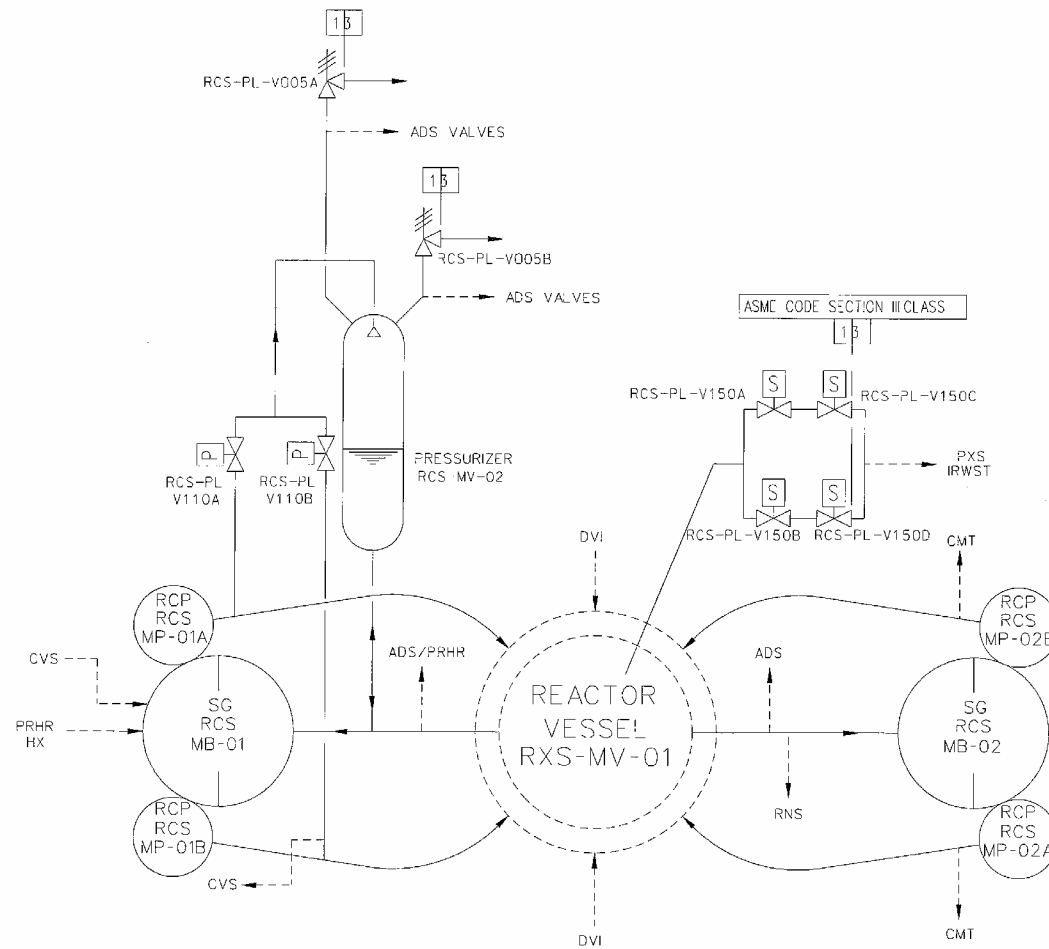 13
RCS-PL-V005A
ADS VALVES
13
RCS-PL-V005B
ADS VALVES
ASME CODE SECTION III CLASS
13
S
S
RCS-PL-V150A
RCS-PL-V150C
P
P
PRESSURIZER
RCS MV-02
RCS-PL
V110A
RCS-PL
V110B
PXS
IRWST
S
S
RCS-PL-V150B
RCS-PL-V150D
DVI
CMT
RCP
RCS
MP-01A
RCP
RCS
MP-02B
CVS
ADS/PRHR
ADS
SG
RCS
MB-01
REACTOR
VESSEL
RXS-MV-01
SG
RCS
MB-02
PRHR
HX
RCP
RCS
MP-01B
RNS
RCP
RCS
MP-02A
CVS
DVI
CMT